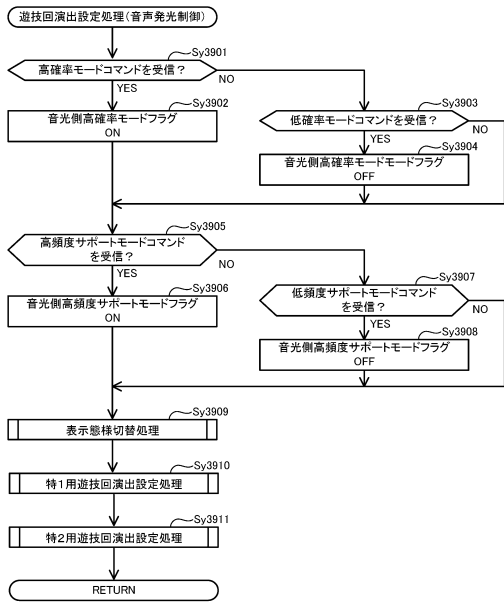 遊技回演出設定処理(音声発光制御)
Sy3901
高確率モードコマンドを受信？
NO
YES
Sy3902
音光側高確率モードフラグ
ON
Sy3903
低確率モードコマンドを受信？
NO
YES
Sy3904
音光側高確率モードモードフラグ
OFF
Sy3905
高頻度サポートモードコマンド
を受信？
NO
YES
Sy3906
音光側高頻度サポートモードフラグ
ON
Sy3907
低頻度サポートモードコマンド
を受信？
NO
YES
Sy3908
音光側高頻度サポートモードフラグ
OFF
Sy3909
表示態様切替処理
Sy3910
特1用遊技回演出設定処理
Sy3911
特2用遊技回演出設定処理
RETURN